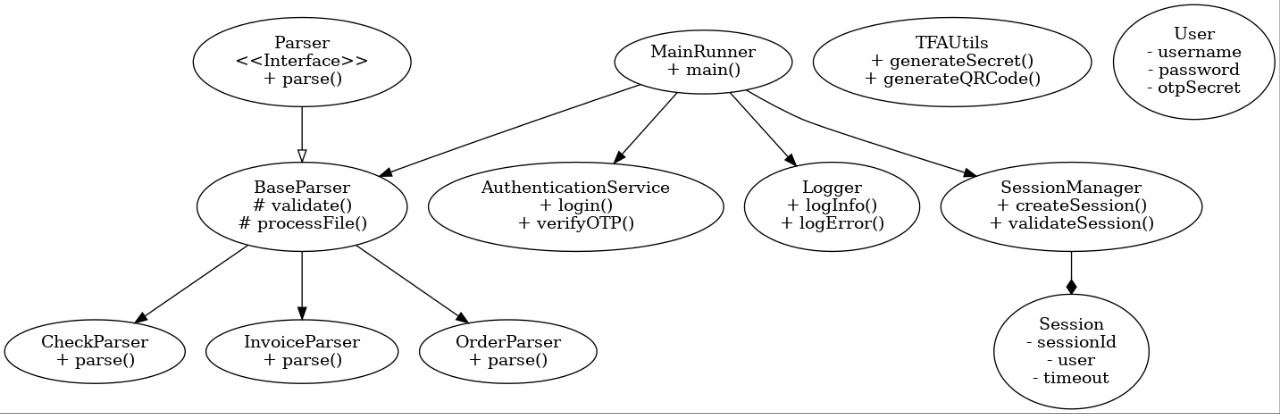 Parser
<<Interface>>
+ parse()
MainRunner
+ main()
TFAUtils
+ generateSecret()
+ generateQRCode()
User
- username
- password
- otpSecret
BaseParser
# validate()
# processFile()
AuthenticationService
+ login()
+ verifyOTP()
Logger
+ logInfo()
+ logError()
SessionManager
+ createSession()
+ validateSession()
CheckParser
+ parse()
InvoiceParser
+ parse()
OrderParser
+ parse()
Session
- sessionId
- user
- timeout